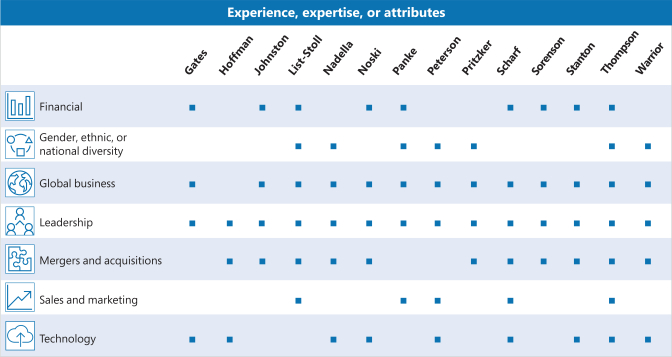 Experience, expertise, or attributes
Gates Hoffman Johnston List-Stoll Nadella Noski Panke Peterson Pritzker Scharf Sorenson Stanton Thompson Warrior
Financial
Gender, ethnic, or
national diversity
Global business
Leadership
Mergers and acquisitions
Sales and marketing
Technology